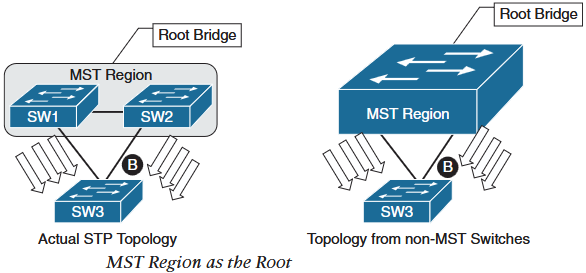 Root Bridge
MST Region
SW1
SW2
B
SW3
Actual STP Topology
Root Bridge
MST Region
B
SW3
Topology from non-MST Switches
MST Region as the Root